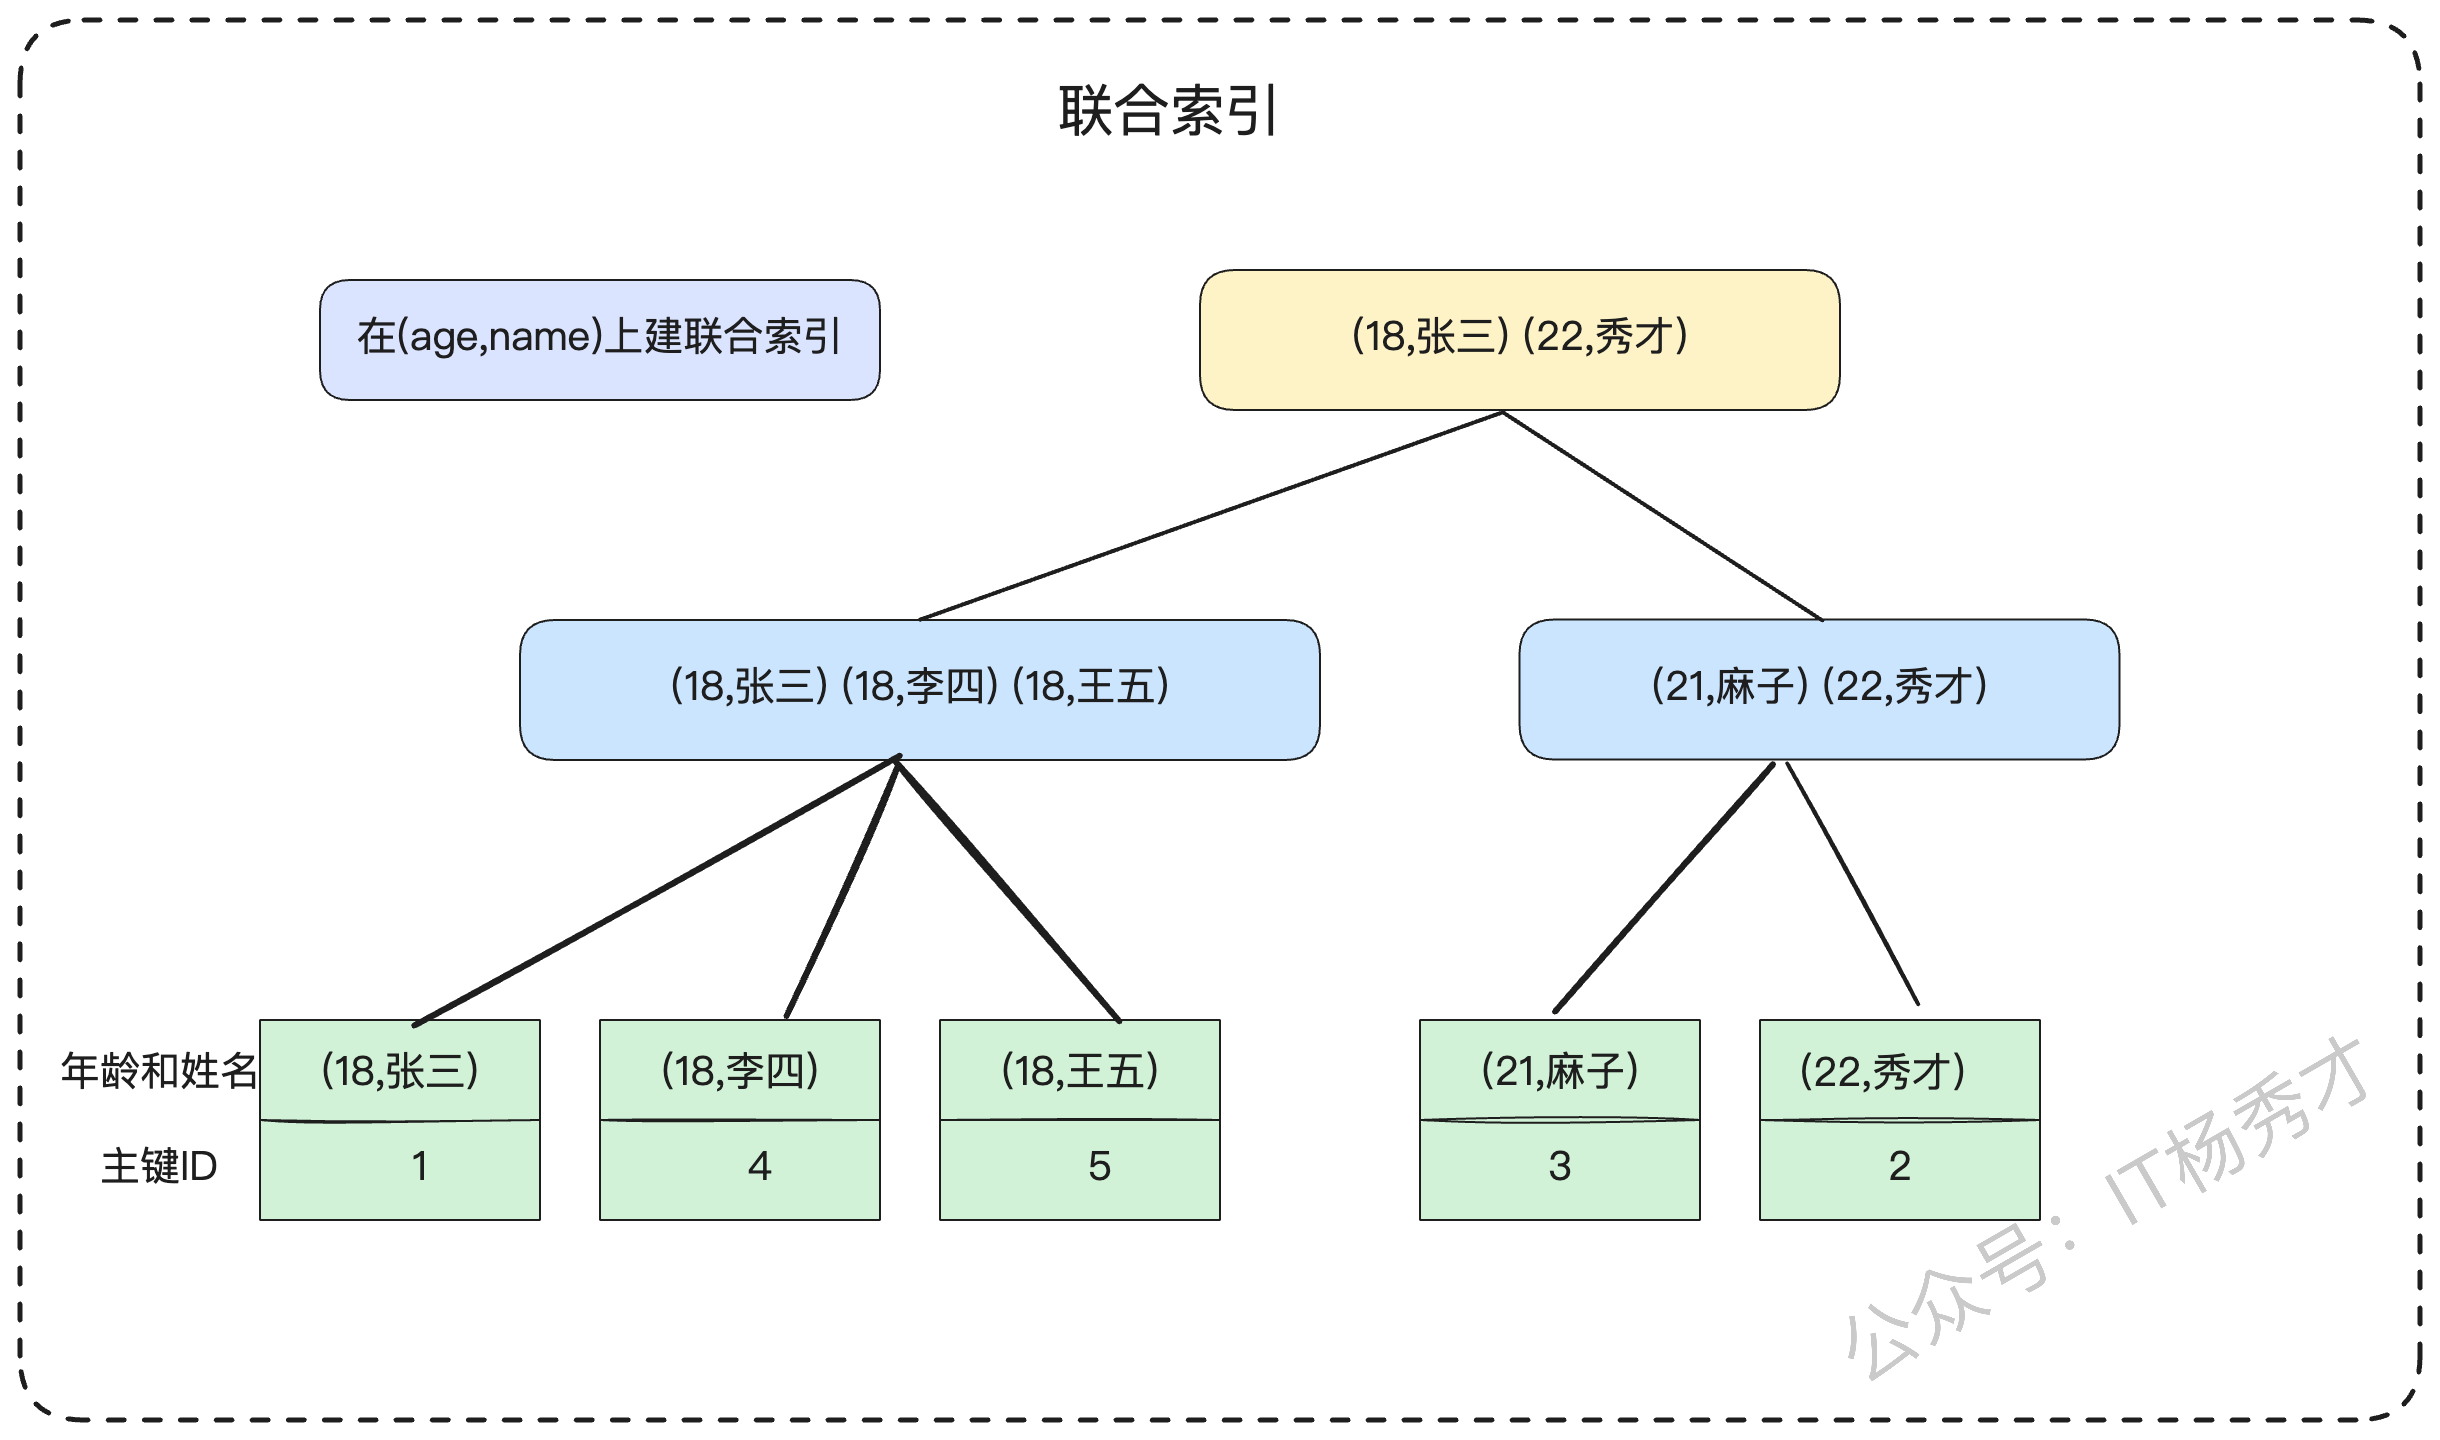 联合索引
在(age,name)上建联合索引
(18,张三) (22,秀才)
(18,张三) (18,李四) (18,王五)
(21,麻子) (22,秀才)
年龄和姓名
(18,张三)
(18,李四)
(18,王五)
(21,麻子)
(22,秀才)
主键ID
1
4
5
3
2
公众号：IT杨秀才